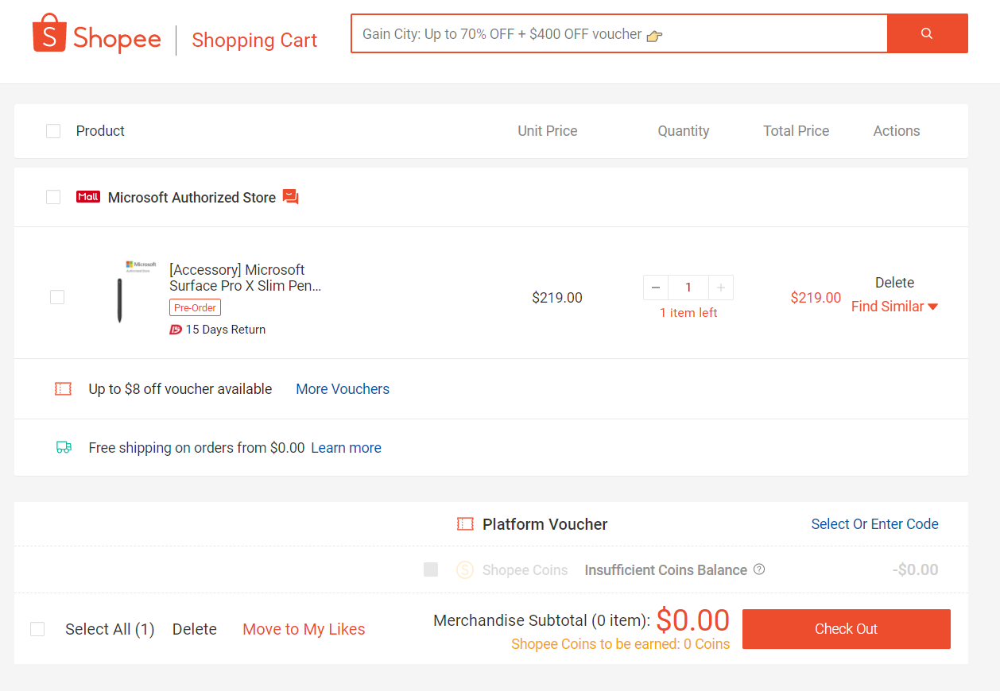 Shopee
Shopping Cart
Gain City: Up to 70% OFF + $400 OFF voucher 👉
Product Unit Price Quantity Total Price Actions
Mall Microsoft Authorized Store
Microsoft
[Accessory] Microsoft
Surface Pro X Slim Pen...
Pre-Order
15 Days Return
$219.00
− 1 +
1 item left
$219.00
Delete
Find Similar
Up to $8 off voucher available More Vouchers
Free shipping on orders from $0.00 Learn more
Platform Voucher Select Or Enter Code
Shopee Coins Insufficient Coins Balance ? -$0.00
Select All (1) Delete Move to My Likes
Merchandise Subtotal (0 item): $0.00
Shopee Coins to be earned: 0 Coins
Check Out